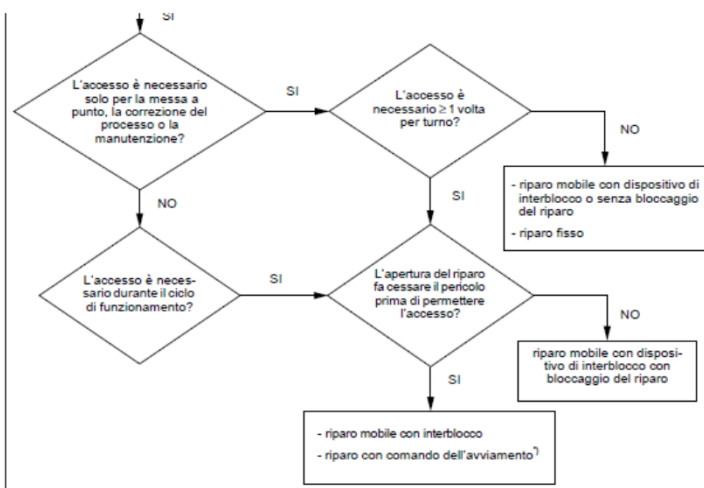 SI
L'accesso è necessario
solo per la messa a
punto, la correzione del
processo o la
manutenzione?
SI
L'accesso è
necessario ≥ 1 volta
per turno?
NO
- riparo mobile con dispositivo di
interblocco o senza bloccaggio
del riparo
- riparo fisso
NO
SI
L'accesso è neces-
sario durante il ciclo
di funzionamento?
SI
L'apertura del riparo
fa cessare il pericolo
prima di permettere
l'accesso?
NO
riparo mobile con disposi-
tivo di interblocco con
bloccaggio del riparo
SI
- riparo mobile con interblocco
- riparo con comando dell'avviamento*)